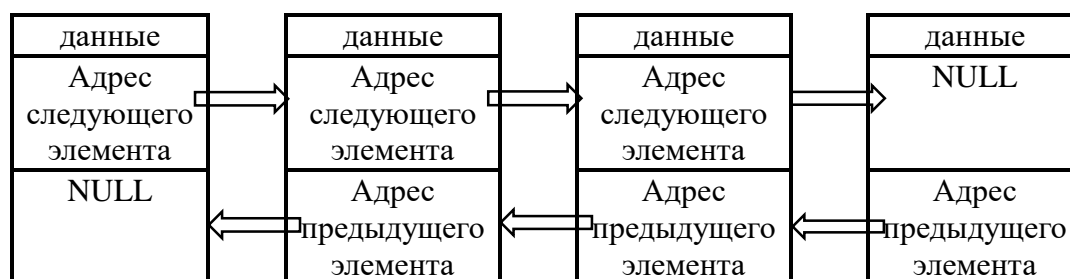 данные
Адрес
следующего
элемента
NULL
данные
Адрес
следующего
элемента
Адрес
предыдущего
элемента
данные
Адрес
следующего
элемента
Адрес
предыдущего
элемента
данные
NULL
Адрес
предыдущего
элемента